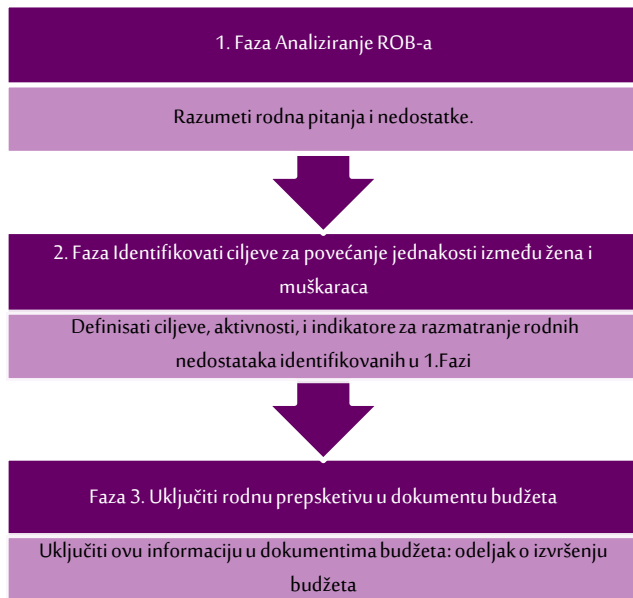 1. Faza Analiziranje ROB-a
Razumeti rodna pitanja i nedostatke.
2. Faza Identifikovati ciljeve za povećanje jednakosti između žena i
muškaraca
Definisati ciljeve, aktivnosti, i indikatore za razmatranje rodnih
nedostataka identifikovanih u 1.Fazi
Faza 3. Uključiti rodnu prepsketivu u dokumentu budžeta
Uključiti ovu informaciju u dokumentima budžeta: odeljak o izvršenju
budžeta